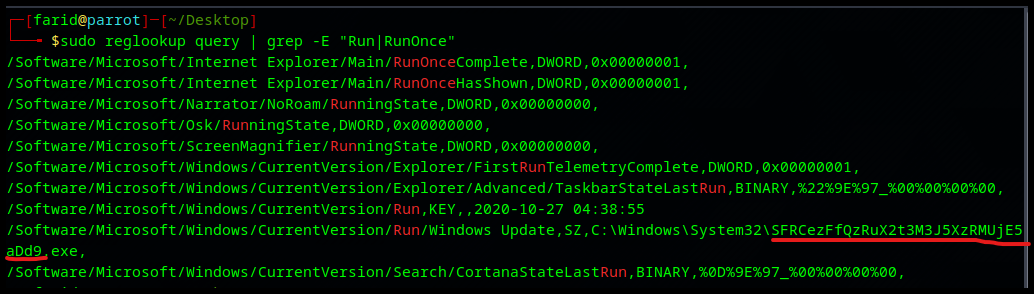 ┌─[farid@parrot]─[~/Desktop]
└──╼ $sudo reglookup query | grep -E "Run|RunOnce"
/Software/Microsoft/Internet Explorer/Main/RunOnceComplete,DWORD,0x00000001,
/Software/Microsoft/Internet Explorer/Main/RunOnceHasShown,DWORD,0x00000001,
/Software/Microsoft/Narrator/NoRoam/RunningState,DWORD,0x00000000,
/Software/Microsoft/Osk/RunningState,DWORD,0x00000000,
/Software/Microsoft/ScreenMagnifier/RunningState,DWORD,0x00000000,
/Software/Microsoft/Windows/CurrentVersion/Explorer/FirstRunTelemetryComplete,DWORD,0x00000001,
/Software/Microsoft/Windows/CurrentVersion/Explorer/Advanced/TaskbarStateLastRun,BINARY,%22%9E%97_%00%00%00%00,
/Software/Microsoft/Windows/CurrentVersion/Run,KEY,,2020-10-27 04:38:55
/Software/Microsoft/Windows/CurrentVersion/Run/Windows Update,SZ,C:\Windows\System32\SFRCezFfQzRuX2t3M3J5XzRMUjE5
aDd9.exe,
/Software/Microsoft/Windows/CurrentVersion/Search/CortanaStateLastRun,BINARY,%0D%9E%97_%00%00%00%00,